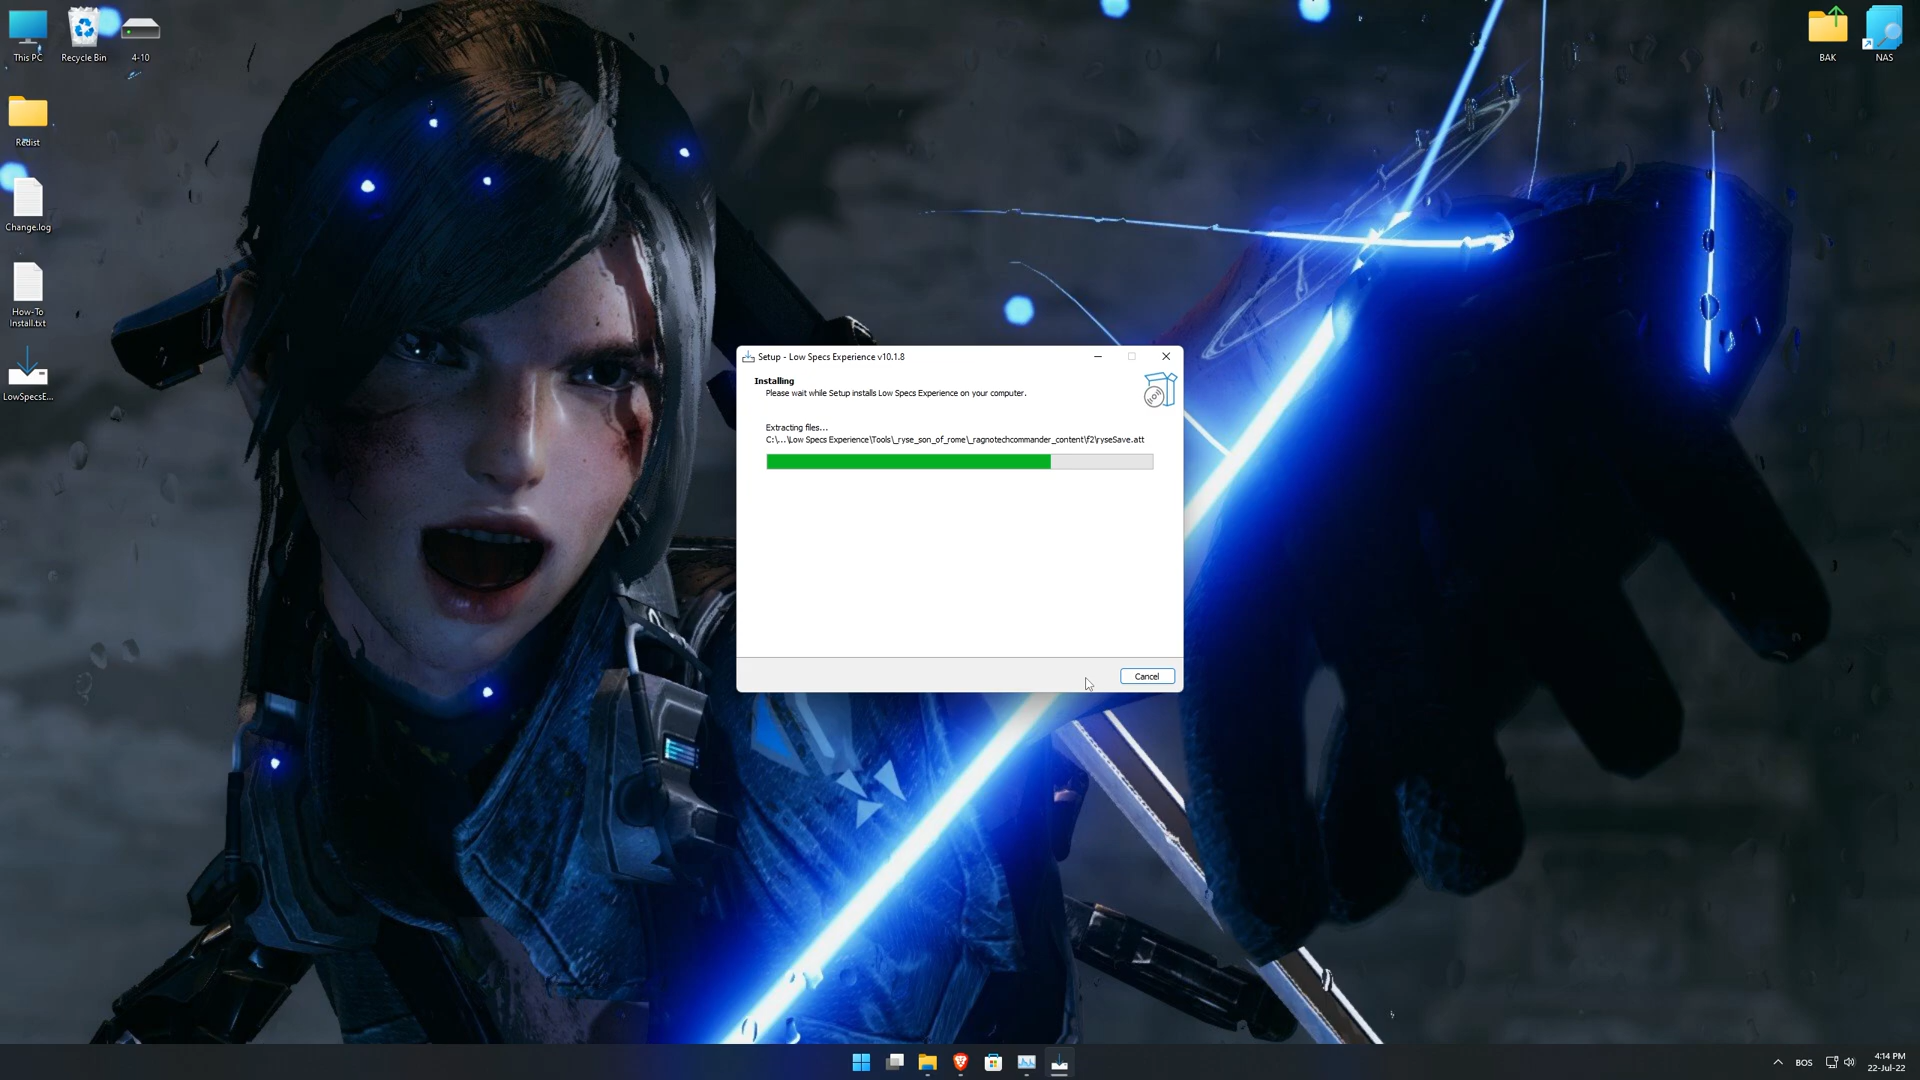 This PC
Recycle Bin
4-10
BAK
NAS
Redist
Change.log
How-To
Install.txt
LowSpecsE...
Setup - Low Specs Experience v10.1.8
Installing
Please wait while Setup installs Low Specs Experience on your computer.
Extracting files...
C:\...\Low Specs Experience\Tools\_ryse_son_of_rome\_ragnotechcommander_content\f2\ryseSave.att
Cancel
BOS
4:14 PM
22-Jul-22